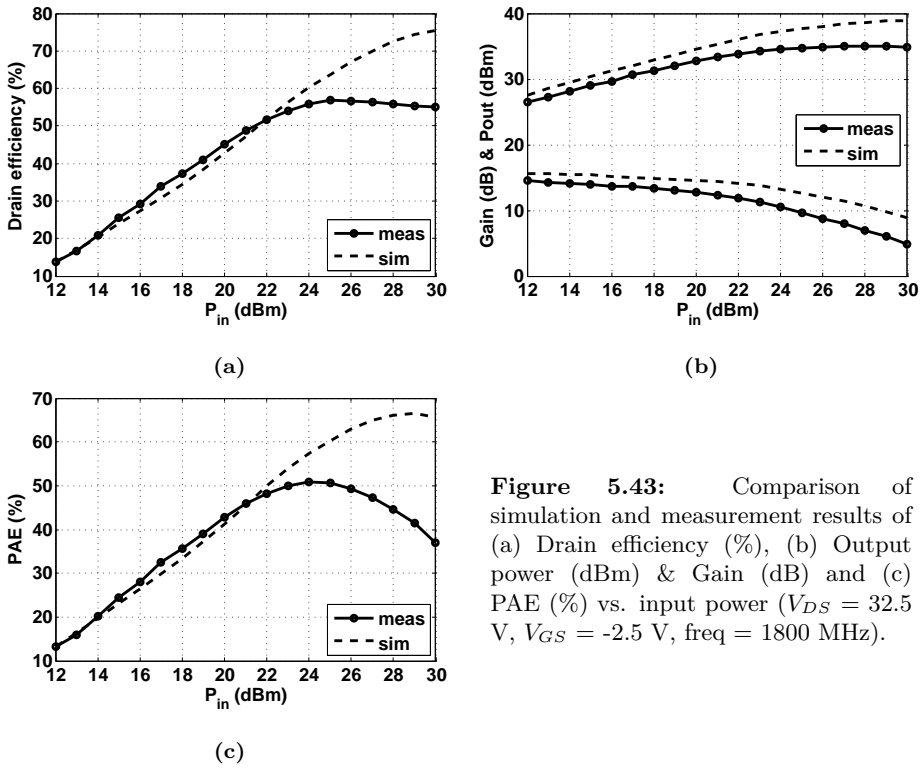 80
70
60
50
40
30
20
10
Drain efficiency (%)
meas
sim
12 14 16 18 20 22 24 26 28 30
P_in (dBm)
(a)
40
30
20
10
0
Gain (dB) & Pout (dBm)
meas
sim
12 14 16 18 20 22 24 26 28 30
P_in (dBm)
(b)
70
60
50
40
30
20
10
PAE (%)
meas
sim
12 14 16 18 20 22 24 26 28 30
P_in (dBm)
(c)
Figure 5.43: Comparison of
simulation and measurement results of
(a) Drain efficiency (%), (b) Output
power (dBm) & Gain (dB) and (c)
PAE (%) vs. input power (V_DS = 32.5
V, V_GS = -2.5 V, freq = 1800 MHz).